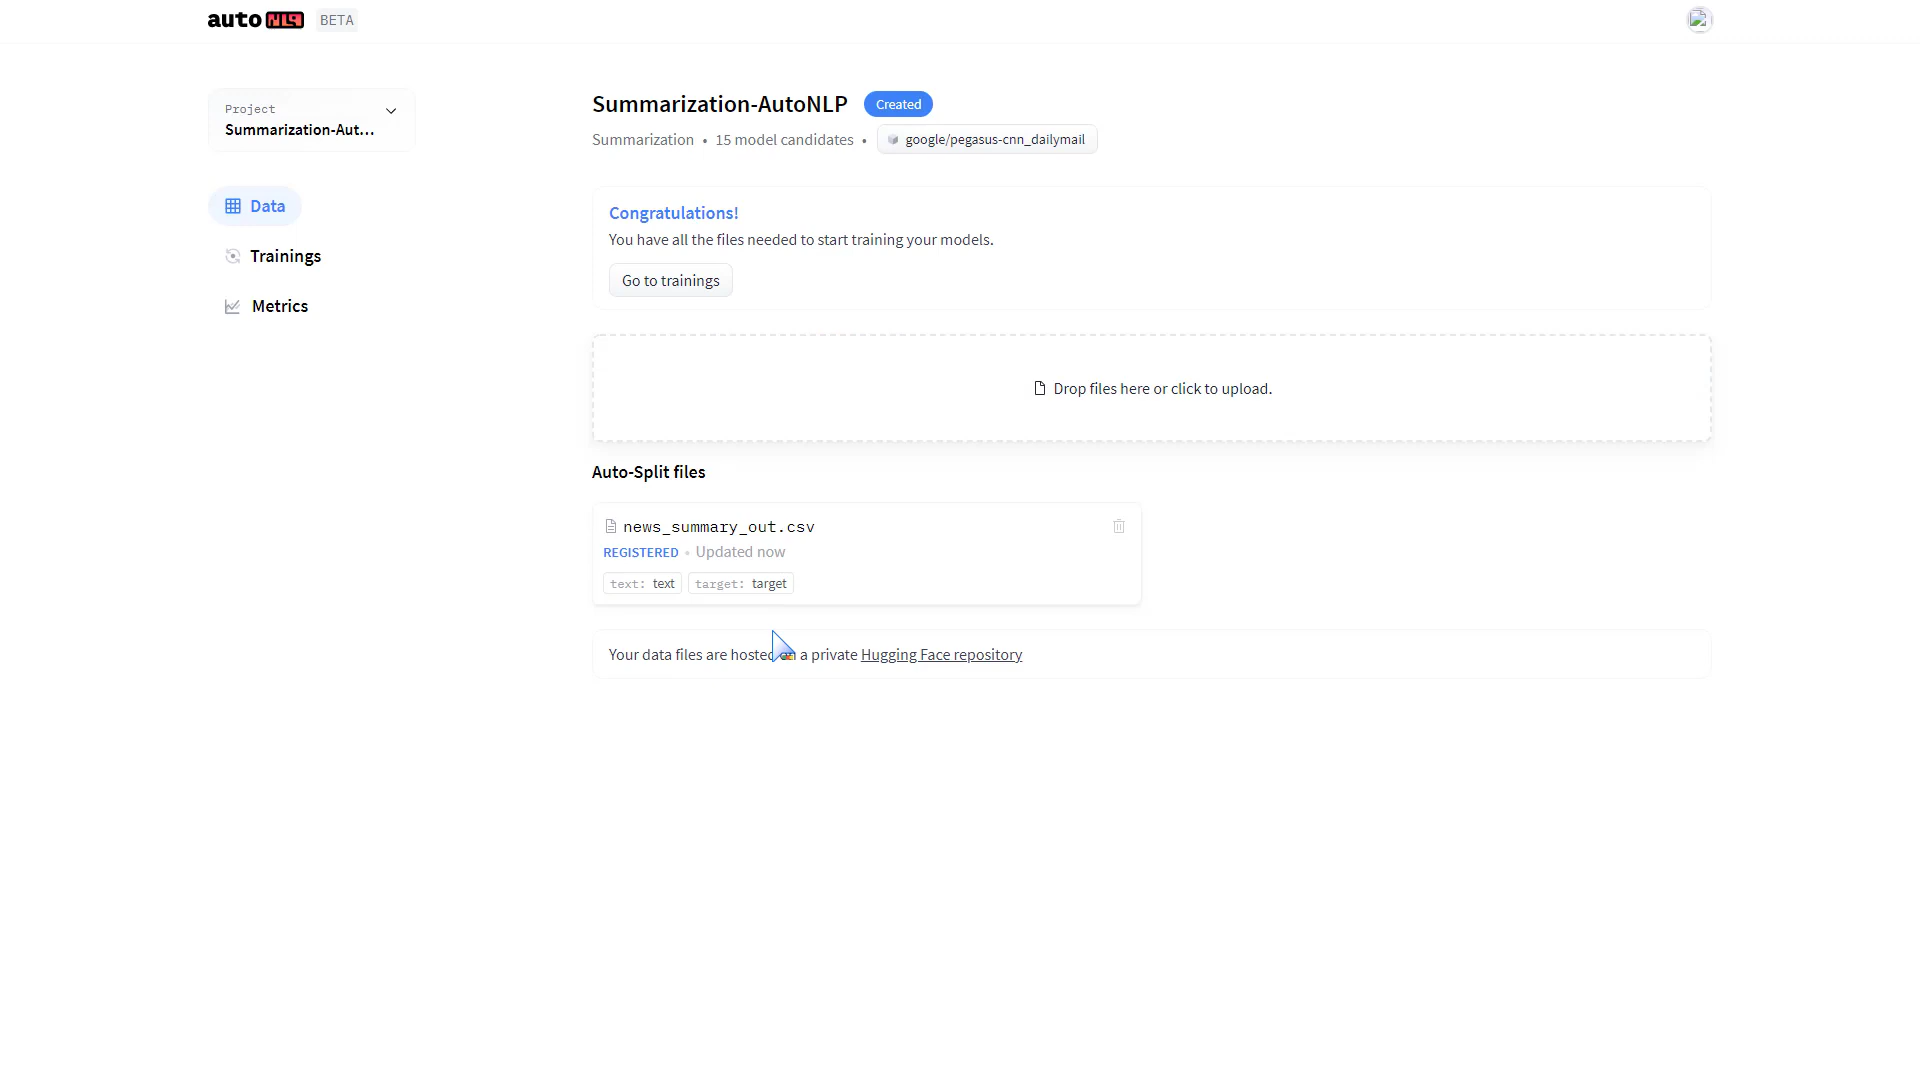 auto NLP BETA
Project
Summarization-Aut...
Data
Trainings
Metrics
Summarization-AutoNLP Created
Summarization • 15 model candidates • google/pegasus-cnn_dailymail
Congratulations!
You have all the files needed to start training your models.
Go to trainings
Drop files here or click to upload.
Auto-Split files
news_summary_out.csv
REGISTERED • Updated now
text: text target: target
Your data files are hosted a private Hugging Face repository